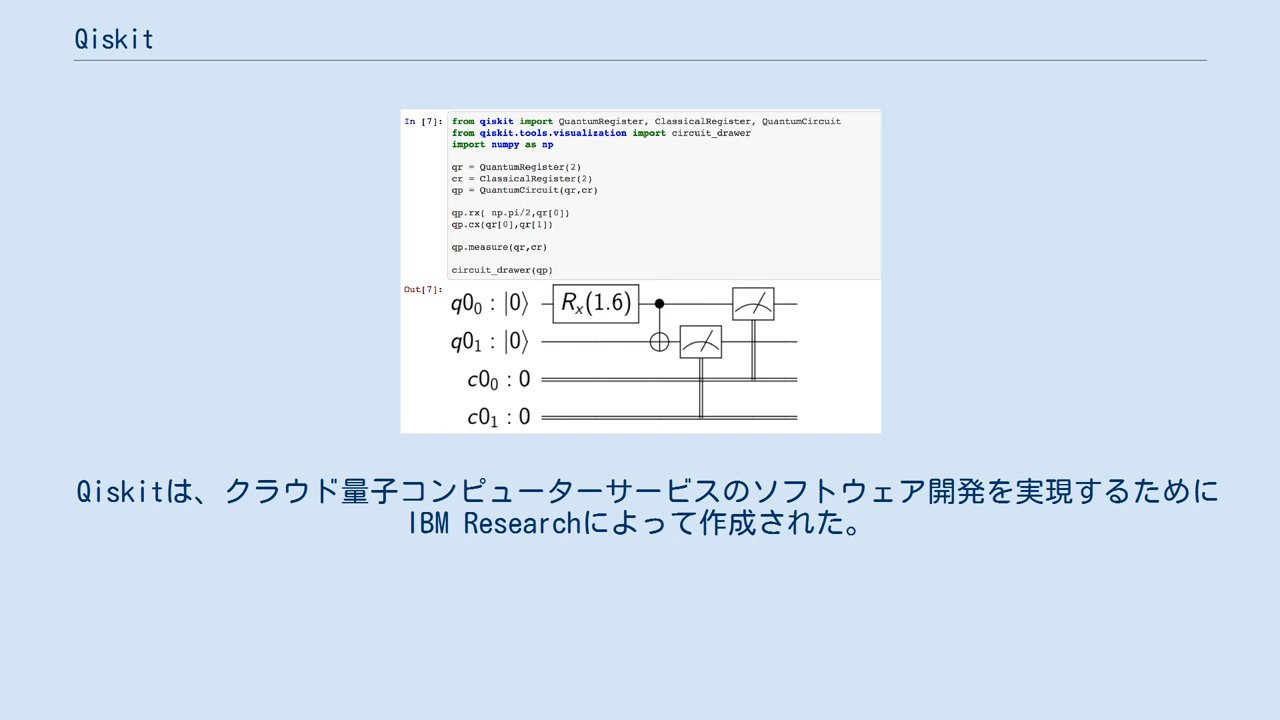 Qiskit
In [7]: from qiskit import QuantumRegister, ClassicalRegister, QuantumCircuit
from qiskit.tools.visualization import circuit_drawer
import numpy as np
qr = QuantumRegister(2)
cr = ClassicalRegister(2)
qp = QuantumCircuit(qr,cr)
qp.rx( np.pi/2,qr[0])
qp.cx(qr[0],qr[1])
qp.measure(qr,cr)
circuit_drawer(qp)
Out[7]:
q0₀ : |0⟩ Rₓ(1.6)
q0₁ : |0⟩
c0₀ : 0
c0₁ : 0
Qiskitは、クラウド量子コンピューターサービスのソフトウェア開発を実現するために
IBM Researchによって作成された。